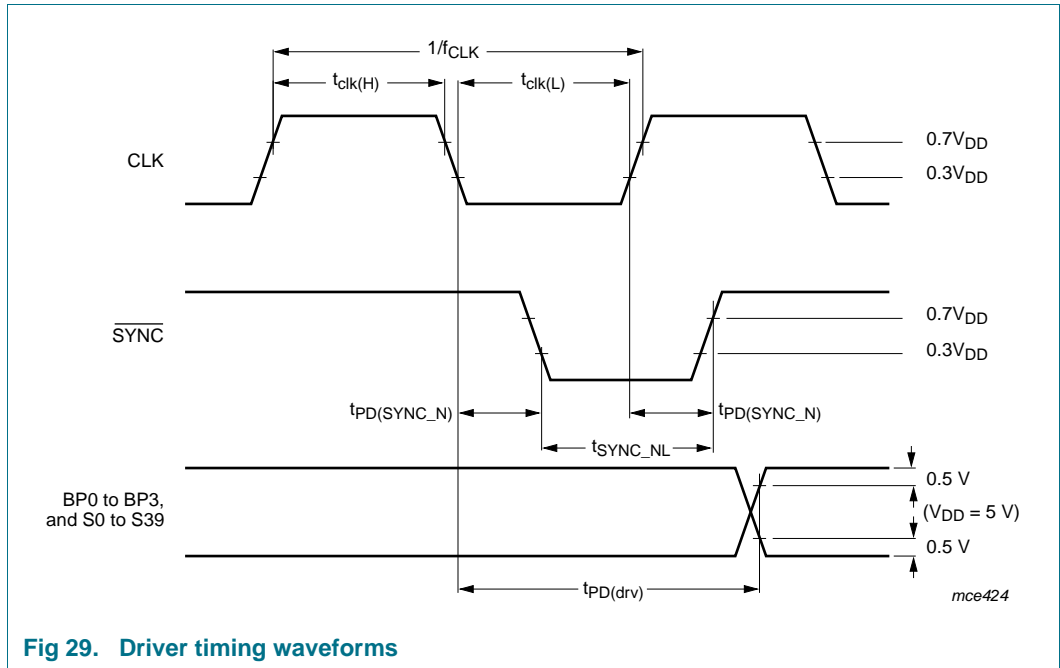 1/fCLK
tclk(H)
tclk(L)
CLK
0.7VDD
0.3VDD
SYNC
0.7VDD
0.3VDD
tPD(SYNC_N)
tPD(SYNC_N)
tSYNC_NL
BP0 to BP3,
and S0 to S39
0.5 V
(VDD = 5 V)
0.5 V
tPD(drv)
mce424
Fig 29. Driver timing waveforms